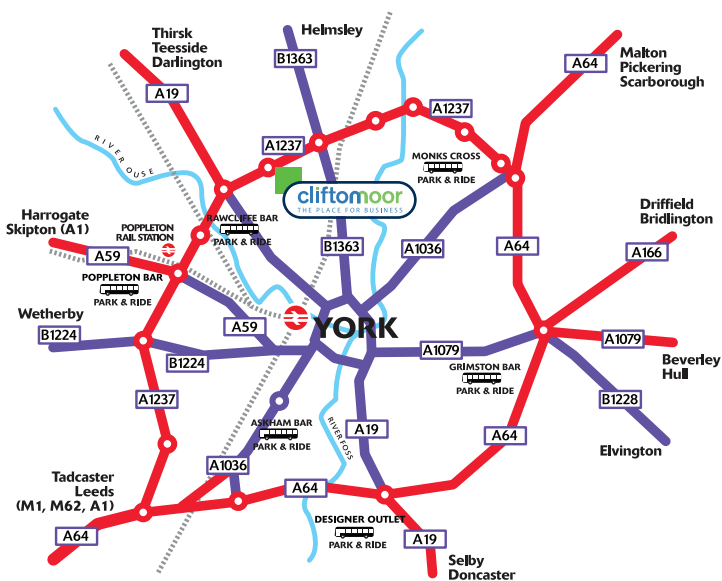 Thirsk
Teesside
Darlington
Helmsley
Malton
Pickering
Scarborough
B1363
A64
A19
A1237
A1237
RIVER OUSE
MONKS CROSS
PARK & RIDE
cliftonmoor
THE PLACE FOR BUSINESS
Harrogate
Skipton (A1)
POPPLETON
RAIL STATION
RAWCLIFFE BAR
PARK & RIDE
Driffield
Bridlington
B1363
A1036
A64
A166
A59
POPPLETON BAR
PARK & RIDE
Wetherby
B1224
A59
YORK
B1224
A1079
A1079
Beverley
Hull
GRIMSTON BAR
PARK & RIDE
A1237
B1228
ASKHAM BAR
PARK & RIDE
RIVER FOSS
A19
A64
Elvington
Tadcaster
Leeds
(M1, M62, A1)
A1036
A64
A64
DESIGNER OUTLET
PARK & RIDE
A19
Selby
Doncaster